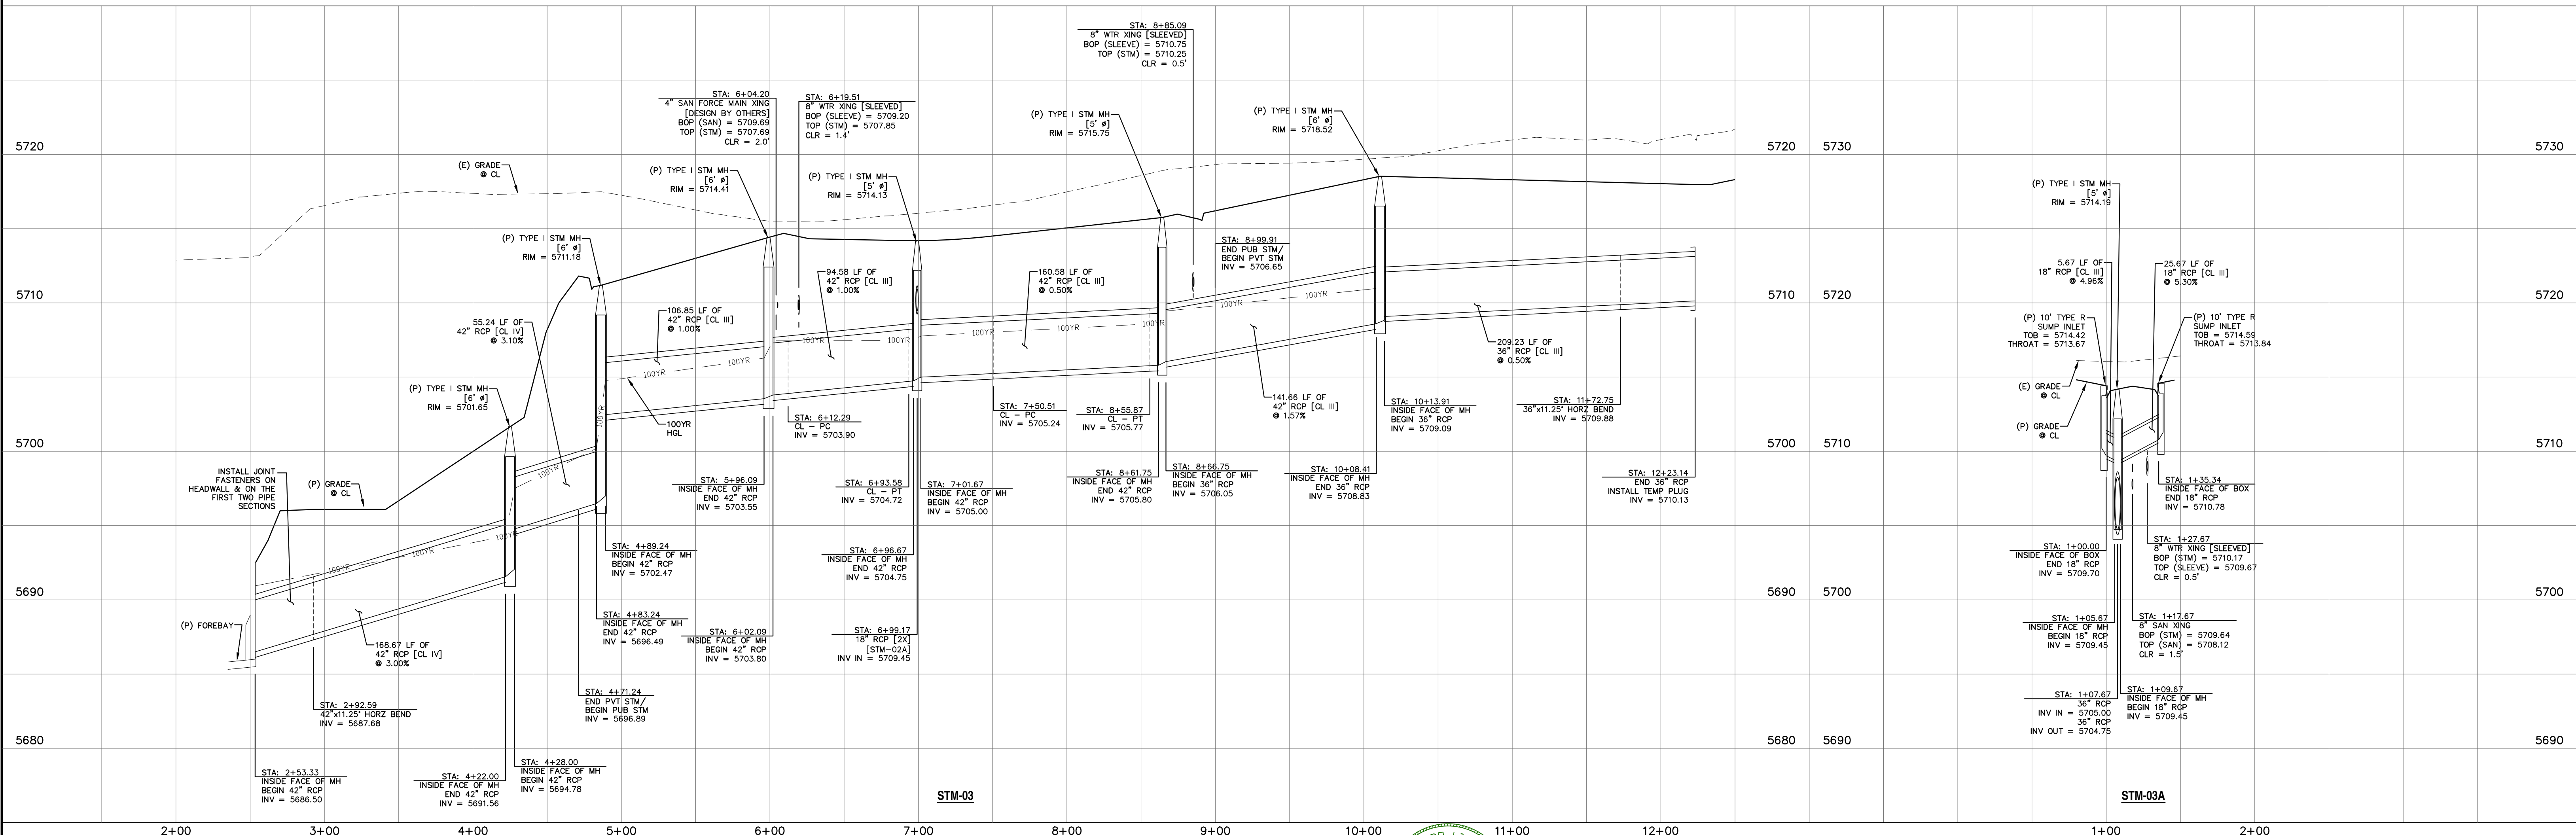 STA: 8+85.09
8" WTR XING [SLEEVED]
BOP (SLEEVE) = 5710.75
TOP (STM) = 5710.25
CLR = 0.5'
STA: 6+04.20
4" SAN FORCE MAIN XING
[DESIGN BY OTHERS]
BOP (SAN) = 5709.69
TOP (STM) = 5707.69
CLR = 2.0'
STA: 6+19.51
8" WTR XING [SLEEVED]
BOP (SLEEVE) = 5709.20
TOP (STM) = 5707.85
CLR = 1.4'
(P) TYPE I STM MH
[5' ø]
RIM = 5715.75
(P) TYPE I STM MH
[6' ø]
RIM = 5718.52
5720
(E) GRADE
@ CL
(P) TYPE I STM MH
[6' ø]
RIM = 5714.41
(P) TYPE I STM MH
[5' ø]
RIM = 5714.13
5720
5730
5730
(P) TYPE I STM MH
[5' ø]
RIM = 5714.19
(P) TYPE I STM MH
[6' ø]
RIM = 5711.18
STA: 8+99.91
END PUB STM/
BEGIN PVT STM
INV = 5706.65
94.58 LF OF
42" RCP [CL III]
@ 1.00%
160.58 LF OF
42" RCP [CL III]
@ 0.50%
5.67 LF OF
18" RCP [CL III]
@ 4.96%
25.67 LF OF
18" RCP [CL III]
@ 5.30%
5710
5710
5720
5720
106.85 LF OF
42" RCP [CL III]
@ 1.00%
55.24 LF OF
42" RCP [CL IV]
@ 3.10%
100YR
100YR
100YR
100YR
100YR
100YR
100YR
100YR
100YR
100YR
100YR
(P) 10' TYPE R
SUMP INLET
TOB = 5714.42
THROAT = 5713.67
(P) 10' TYPE R
SUMP INLET
TOB = 5714.59
THROAT = 5713.84
209.23 LF OF
36" RCP [CL III]
@ 0.50%
(E) GRADE
@ CL
(P) GRADE
@ CL
(P) TYPE I STM MH
[6' ø]
RIM = 5701.65
100YR
HGL
STA: 6+12.29
CL - PC
INV = 5703.90
STA: 7+50.51
CL - PC
INV = 5705.24
STA: 8+55.87
CL - PT
INV = 5705.77
141.66 LF OF
42" RCP [CL III]
@ 1.57%
STA: 10+13.91
INSIDE FACE OF MH
BEGIN 36" RCP
INV = 5709.09
STA: 11+72.75
36"x11.25° HORZ BEND
INV = 5709.88
5700
5700
5710
5710
INSTALL JOINT
FASTENERS ON
HEADWALL & ON THE
FIRST TWO PIPE
SECTIONS
(P) GRADE
@ CL
100YR
STA: 5+96.09
INSIDE FACE OF MH
END 42" RCP
INV = 5703.55
STA: 6+93.58
CL - PT
INV = 5704.72
STA: 7+01.67
INSIDE FACE OF MH
BEGIN 42" RCP
INV = 5705.00
STA: 8+61.75
INSIDE FACE OF MH
END 42" RCP
INV = 5705.80
STA: 8+66.75
INSIDE FACE OF MH
BEGIN 36" RCP
INV = 5706.05
STA: 10+08.41
INSIDE FACE OF MH
END 36" RCP
INV = 5708.83
STA: 12+23.14
END 36" RCP
INSTALL TEMP PLUG
INV = 5710.13
STA: 1+35.34
INSIDE FACE OF BOX
END 18" RCP
INV = 5710.78
100YR
100YR
100YR
STA: 4+89.24
INSIDE FACE OF MH
BEGIN 42" RCP
INV = 5702.47
STA: 6+96.67
INSIDE FACE OF MH
END 42" RCP
INV = 5704.75
STA: 1+00.00
INSIDE FACE OF BOX
END 18" RCP
INV = 5709.70
STA: 1+27.67
8" WTR XING [SLEEVED]
BOP (STM) = 5710.17
TOP (SLEEVE) = 5709.67
CLR = 0.5'
5690
5690
5700
5700
(P) FOREBAY
168.67 LF OF
42" RCP [CL IV]
@ 3.00%
STA: 4+83.24
INSIDE FACE OF MH
END 42" RCP
INV = 5696.49
STA: 6+02.09
INSIDE FACE OF MH
BEGIN 42" RCP
INV = 5703.80
STA: 6+99.17
18" RCP [2X]
[STM-02A]
INV IN = 5709.45
STA: 1+05.67
INSIDE FACE OF MH
BEGIN 18" RCP
INV = 5709.45
STA: 1+17.67
8" SAN XING
BOP (STM) = 5709.64
TOP (SAN) = 5708.12
CLR = 1.5'
STA: 2+92.59
42"x11.25° HORZ BEND
INV = 5687.68
STA: 4+71.24
END PVT STM/
BEGIN PUB STM
INV = 5696.89
STA: 1+07.67
36" RCP
INV IN = 5705.00
36" RCP
INV OUT = 5704.75
STA: 1+09.67
INSIDE FACE OF MH
BEGIN 18" RCP
INV = 5709.45
5680
5680
5690
5690
STA: 2+53.33
INSIDE FACE OF MH
BEGIN 42" RCP
INV = 5686.50
STA: 4+22.00
INSIDE FACE OF MH
END 42" RCP
INV = 5691.56
STA: 4+28.00
INSIDE FACE OF MH
BEGIN 42" RCP
INV = 5694.78
STM-03
STM-03A
2+00
3+00
4+00
5+00
6+00
7+00
8+00
9+00
10+00
11+00
12+00
1+00
2+00